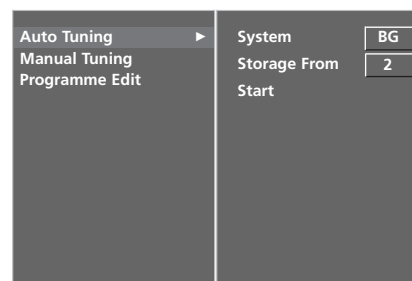 Auto Tuning ►
Manual Tuning
Programme Edit
System BG
Storage From 2
Start